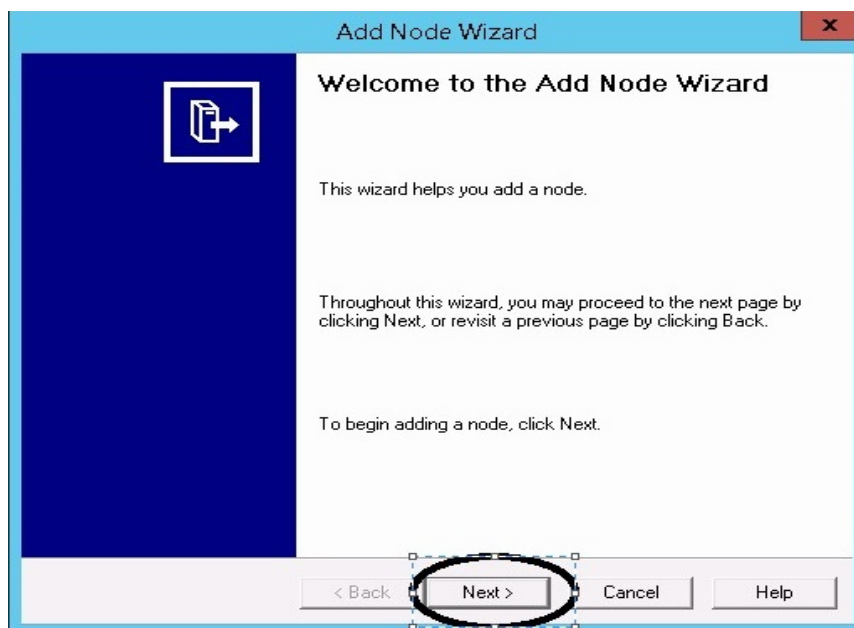 Add Node Wizard
x
Welcome to the Add Node Wizard
This wizard helps you add a node.
Throughout this wizard, you may proceed to the next page by
clicking Next, or revisit a previous page by clicking Back.
To begin adding a node, click Next.
< Back Next > Cancel Help